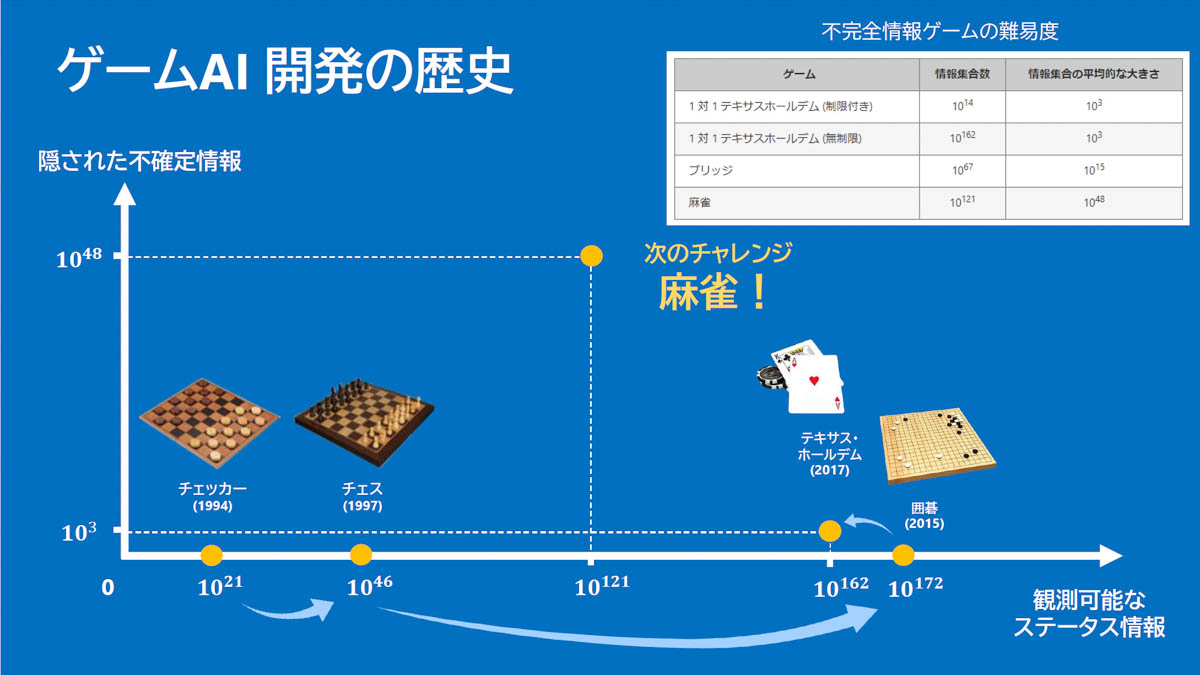 ゲームAI 開発の歴史
不完全情報ゲームの難易度
ゲーム 情報集合数 情報集合の平均的な大きさ
1 対 1 テキサスホールデム (制限付き) 10^14 10^3
1 対 1 テキサスホールデム (無制限) 10^162 10^3
ブリッジ 10^67 10^15
麻雀 10^121 10^48
隠された不確定情報
10^48
次のチャレンジ
麻雀！
チェッカー
(1994)
チェス
(1997)
テキサス・
ホールデム
(2017)
囲碁
(2015)
10^3
0
10^21
10^46
10^121
10^162
10^172
観測可能な
ステータス情報